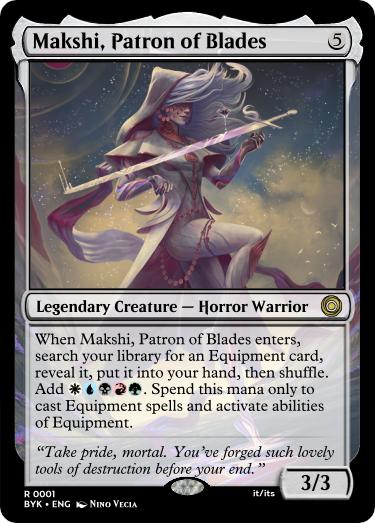 Makshi, Patron of Blades 5
Legendary Creature — Horror Warrior
When Makshi, Patron of Blades enters,
search your library for an Equipment card,
reveal it, put it into your hand, then shuffle.
Add . Spend this mana only to
cast Equipment spells and activate abilities
of Equipment.
“Take pride, mortal. You’ve forged such lovely
tools of destruction before your end.”
3/3
R 0001 it/its
BYK • ENG Nino Vecia